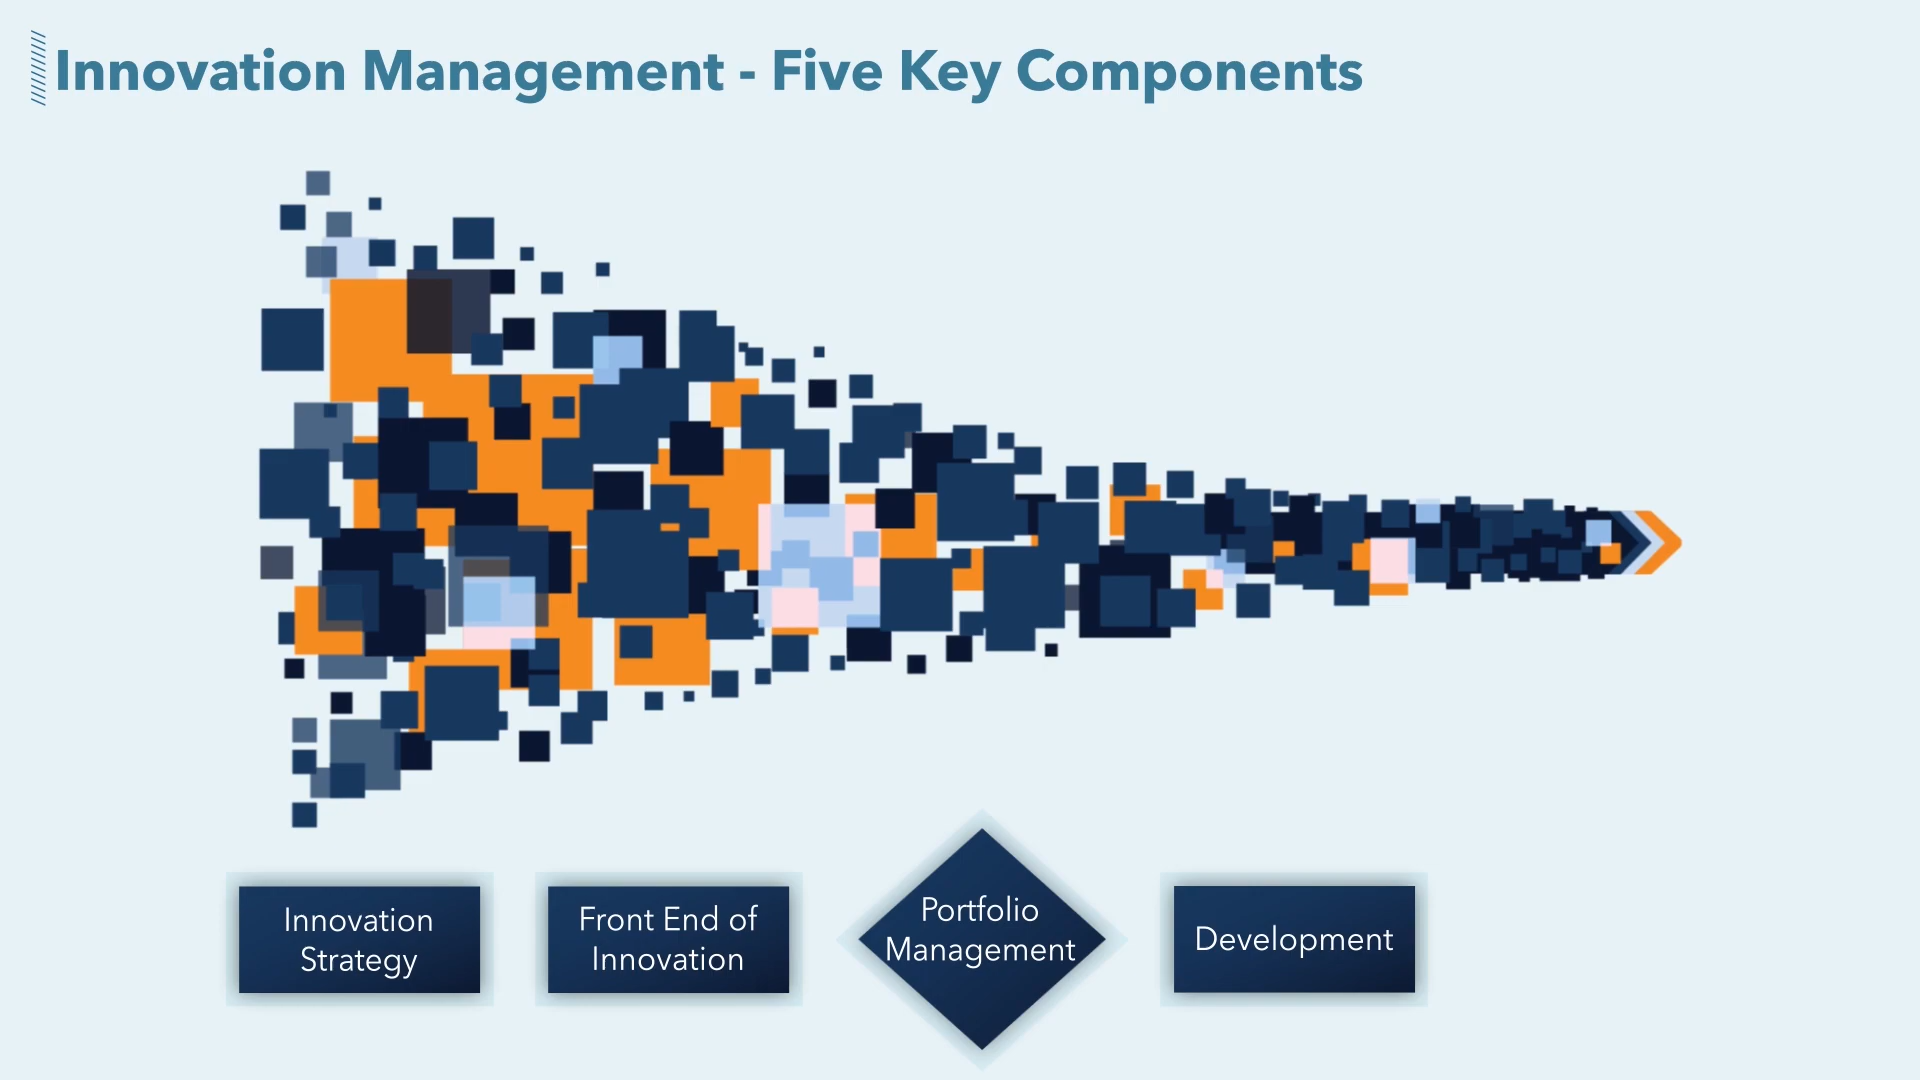 Innovation Management - Five Key Components
Innovation
Strategy
Front End of
Innovation
Portfolio
Management
Development